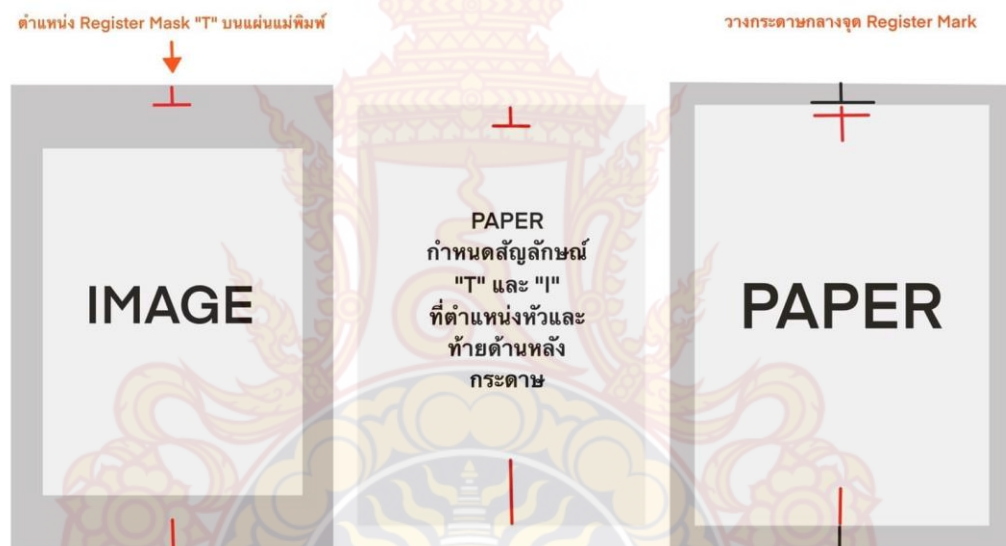 ตำแหน่ง Register Mask "T" บนแผ่นแม่พิมพ์
วางกระดาษกลางจุด Register Mark
IMAGE
PAPER
กำหนดสัญลักษณ์
"T" และ "|"
ที่ตำแหน่งหัวและ
ท้ายด้านหลัง
กระดาษ
PAPER